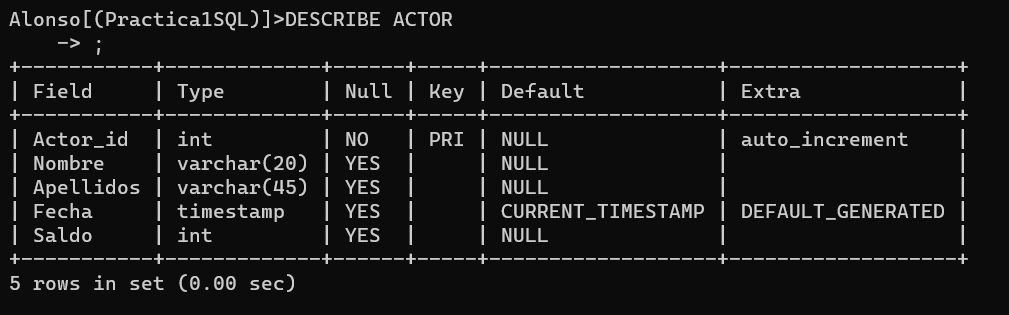 Alonso[(Practica1SQL)]>DESCRIBE ACTOR
    -> ;
+-----------+-------------+------+-----+-------------------+-------------------+
| Field     | Type        | Null | Key | Default           | Extra             |
+-----------+-------------+------+-----+-------------------+-------------------+
| Actor_id  | int         | NO   | PRI | NULL              | auto_increment    |
| Nombre    | varchar(20) | YES  |     | NULL              |                   |
| Apellidos | varchar(45) | YES  |     | NULL              |                   |
| Fecha     | timestamp   | YES  |     | CURRENT_TIMESTAMP | DEFAULT_GENERATED |
| Saldo     | int         | YES  |     | NULL              |                   |
+-----------+-------------+------+-----+-------------------+-------------------+
5 rows in set (0.00 sec)